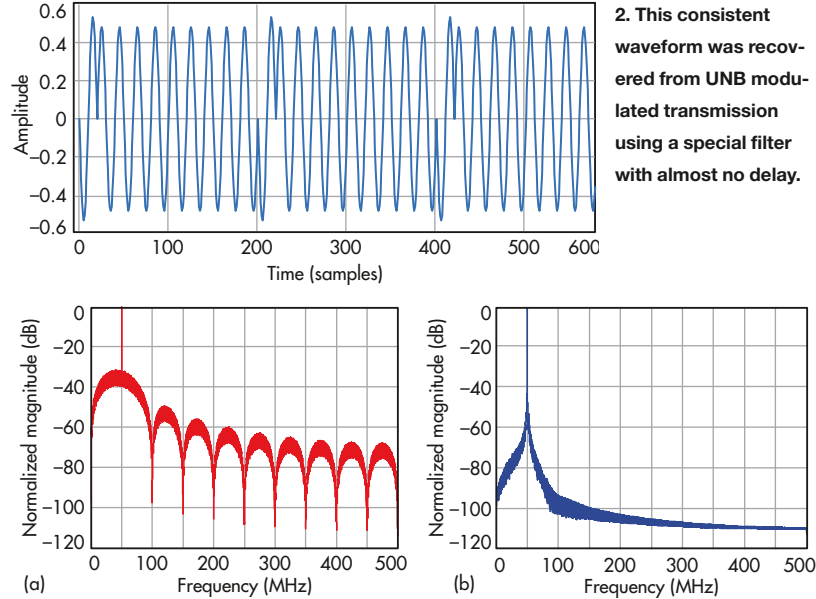 0.6
0.4
0.2
0
−0.2
−0.4
−0.6
Amplitude
0 100 200 300 400 500 600
Time (samples)
2. This consistent
waveform was recov-
ered from UNB modu-
lated transmission
using a special filter
with almost no delay.
0
−20
−40
−60
−80
−100
−120
Normalized magnitude (dB)
0 100 200 300 400 500
(a) Frequency (MHz)
0
−20
−40
−60
−80
−100
−120
Normalized magnitude (dB)
0 100 200 300 400 500
(b) Frequency (MHz)